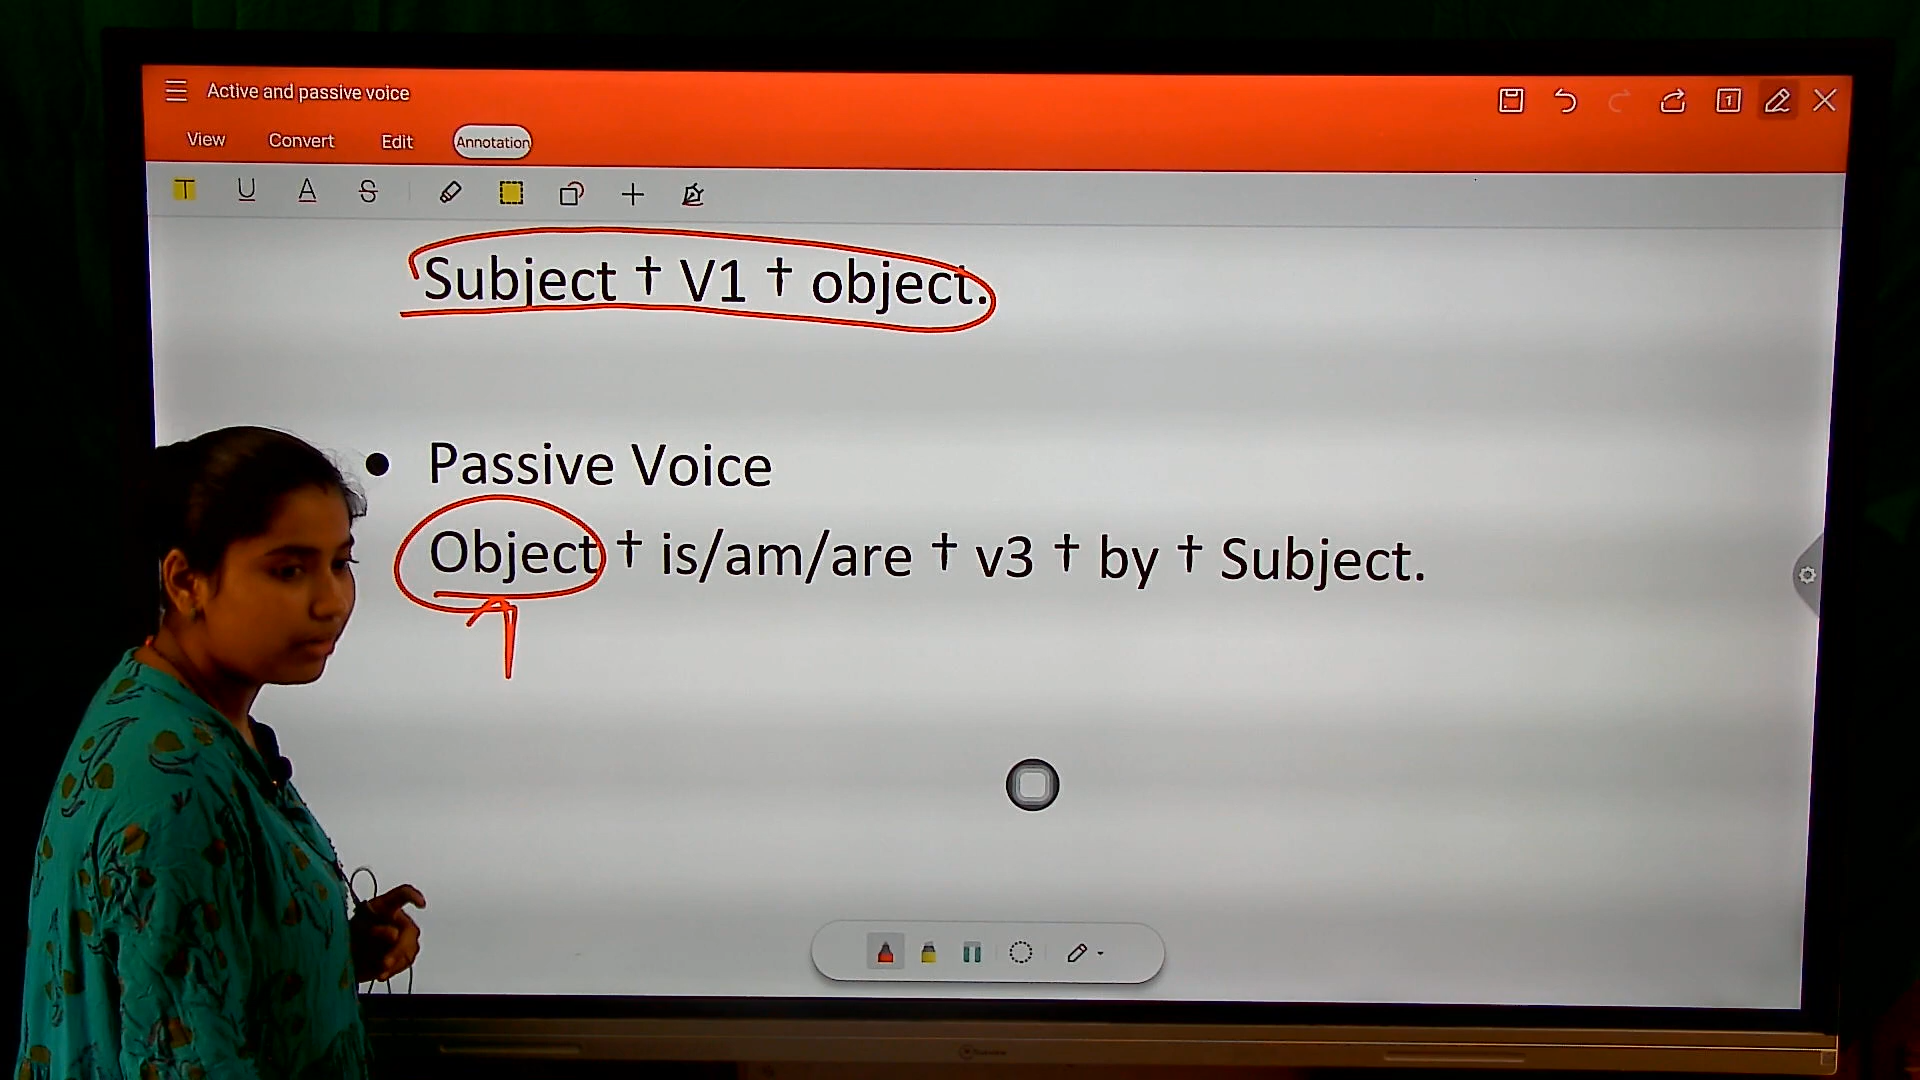 Active and passive voice
View Convert Edit Annotation
Subject † V1 † object.
• Passive Voice
Object † is/am/are † v3 † by † Subject.